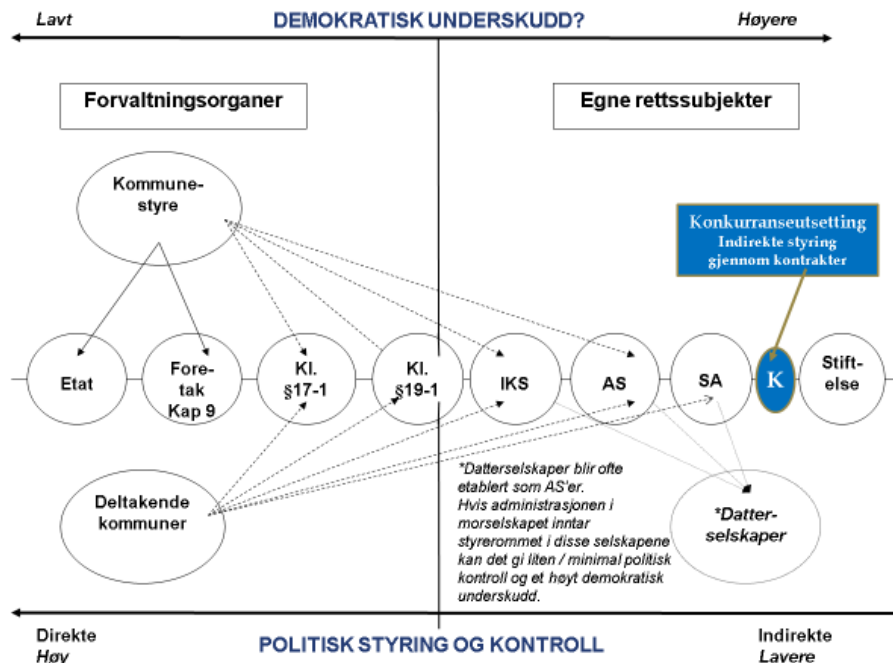 Lavt
DEMOKRATISK UNDERSKUDD?
Høyere
Forvaltningsorganer
Egne rettssubjekter
Kommune-
styre
Konkurranseutsetting
Indirekte styring
gjennom kontrakter
Etat
Fore-
tak
Kap 9
Kl.
§17-1
Kl.
§19-1
IKS
AS
SA
K
Stift-
else
Deltakende
kommuner
*Datterselskaper blir ofte
etablert som AS'er.
Hvis administrasjonen i
morselskapet inntar
styrerommet i disse selskapene
kan det gi liten / minimal politisk
kontroll og et høyt demokratisk
underskudd.
*Datter-
selskaper
Direkte
Høy
POLITISK STYRING OG KONTROLL
Indirekte
Lavere